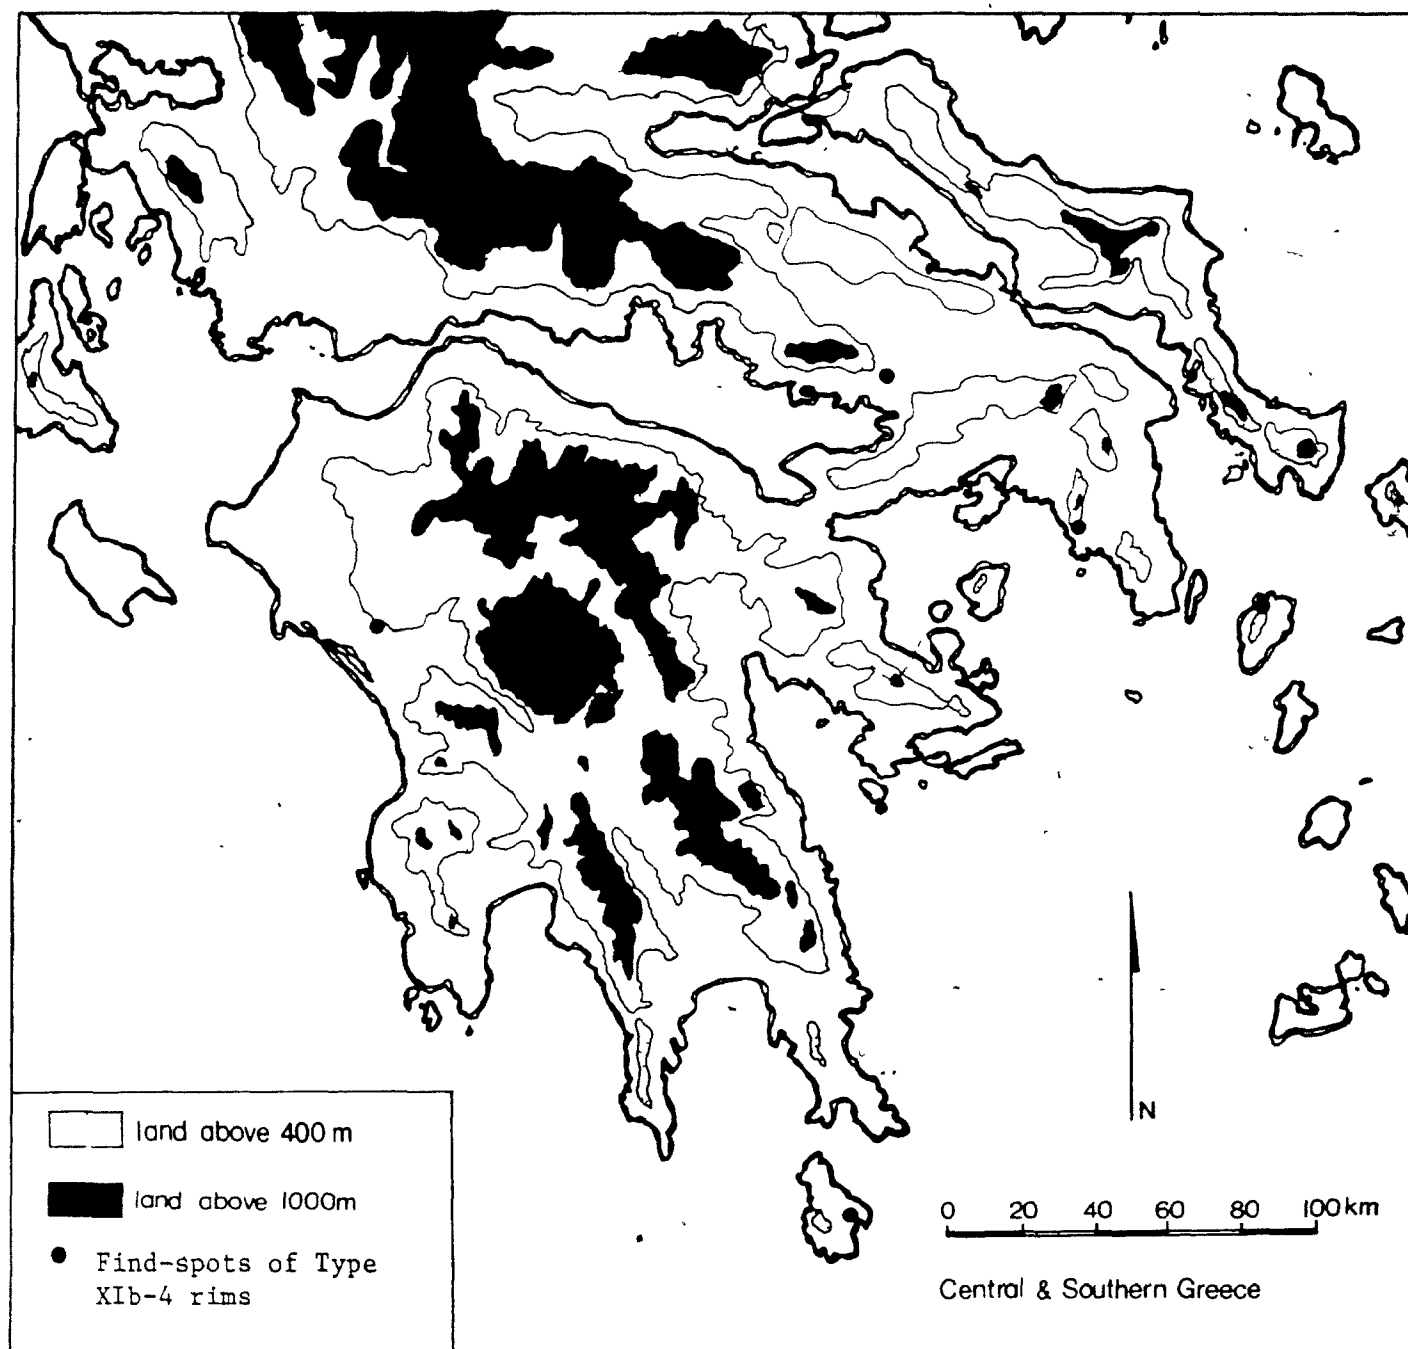 N
0 20 40 60 80 100km
Central & Southern Greece
land above 400m
land above 1000m
Find-spots of Type
XIb-4 rims